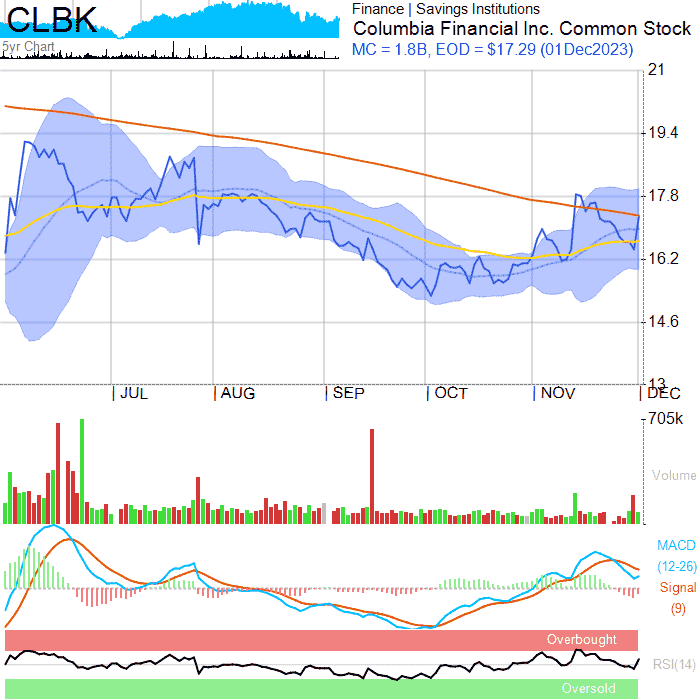 CLBK
5yr Chart
Finance | Savings Institutions
Columbia Financial Inc. Common Stock
MC = 1.8B, EOD = $17.29 (01Dec2023)
21
19.4
17.8
16.2
14.6
13
JUL
AUG
SEP
OCT
NOV
DEC
705k
Volume
MACD
(12-26)
Signal
(9)
Overbought
RSI(14)
Oversold